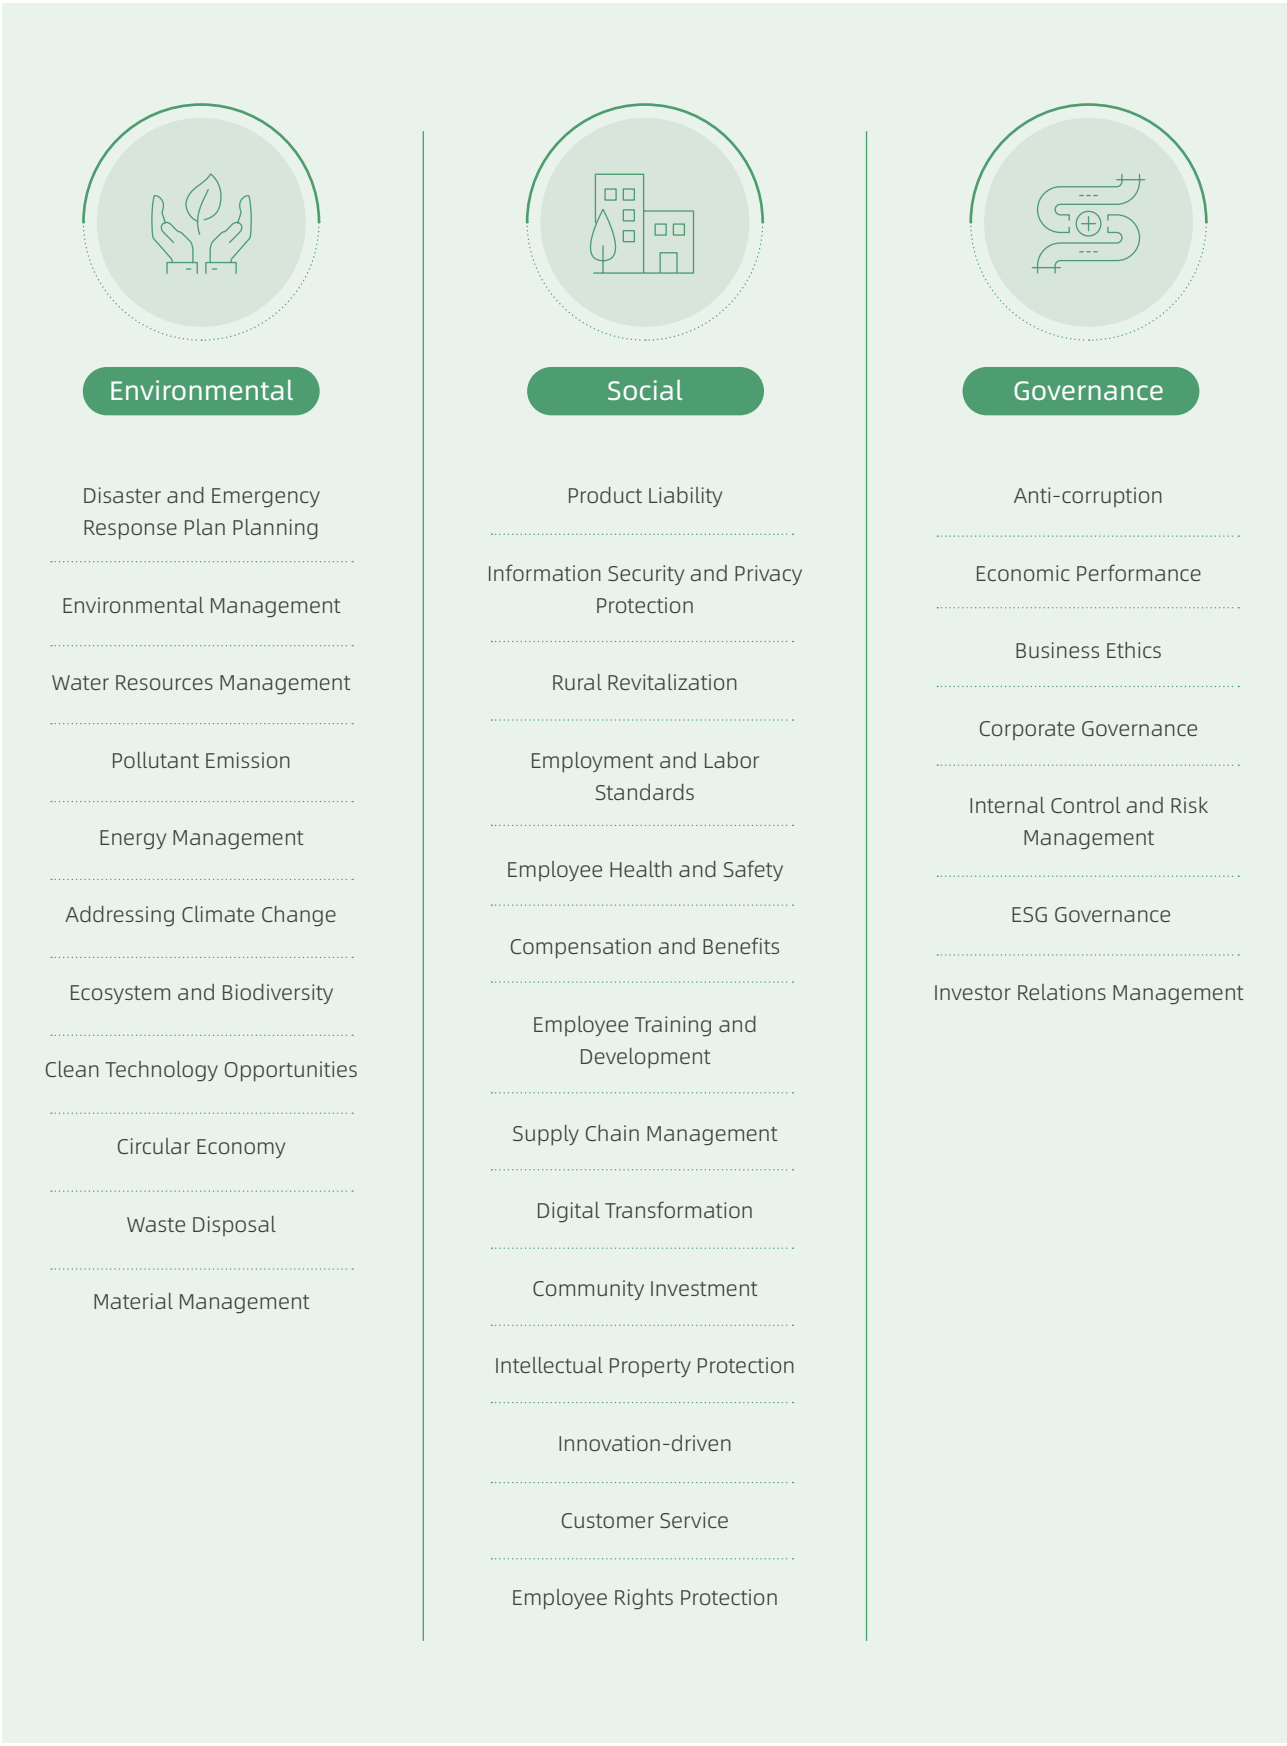 Environmental
Disaster and Emergency
Response Plan Planning
Environmental Management
Water Resources Management
Pollutant Emission
Energy Management
Addressing Climate Change
Ecosystem and Biodiversity
Clean Technology Opportunities
Circular Economy
Waste Disposal
Material Management
Social
Product Liability
Information Security and Privacy
Protection
Rural Revitalization
Employment and Labor
Standards
Employee Health and Safety
Compensation and Benefits
Employee Training and
Development
Supply Chain Management
Digital Transformation
Community Investment
Intellectual Property Protection
Innovation-driven
Customer Service
Employee Rights Protection
Governance
Anti-corruption
Economic Performance
Business Ethics
Corporate Governance
Internal Control and Risk
Management
ESG Governance
Investor Relations Management